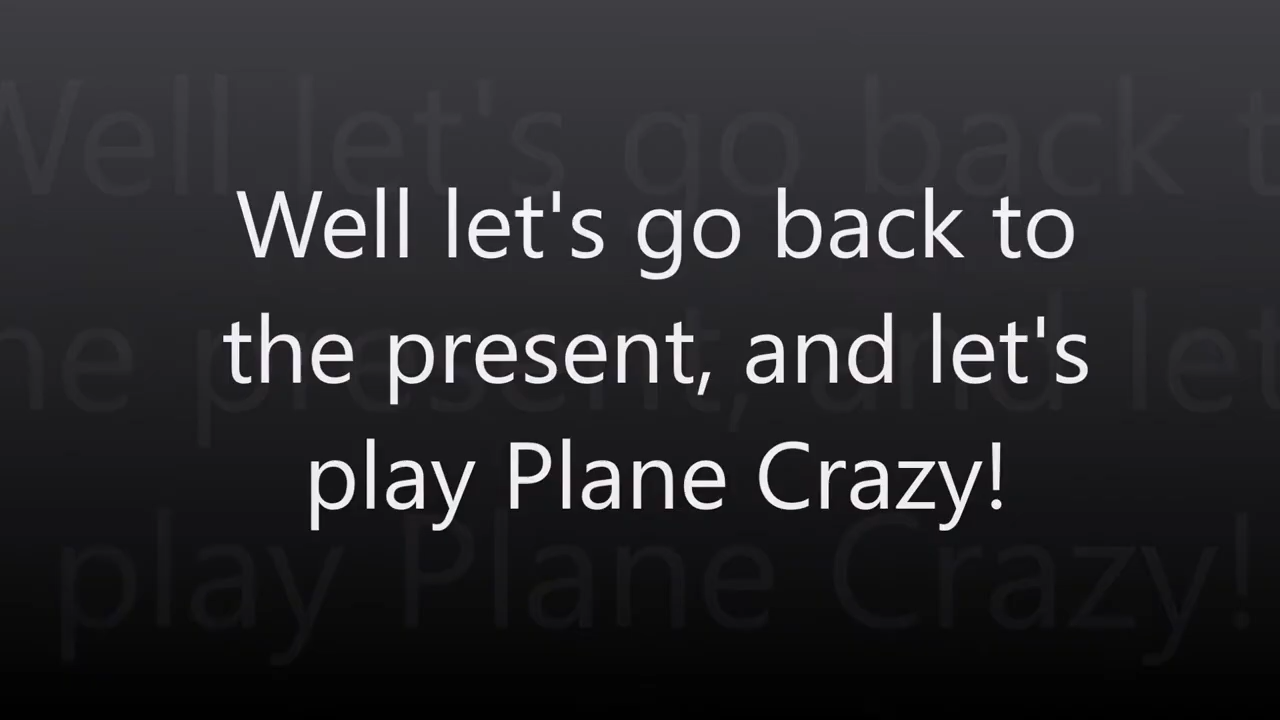 Well let's go back to
the present, and let's
play Plane Crazy!